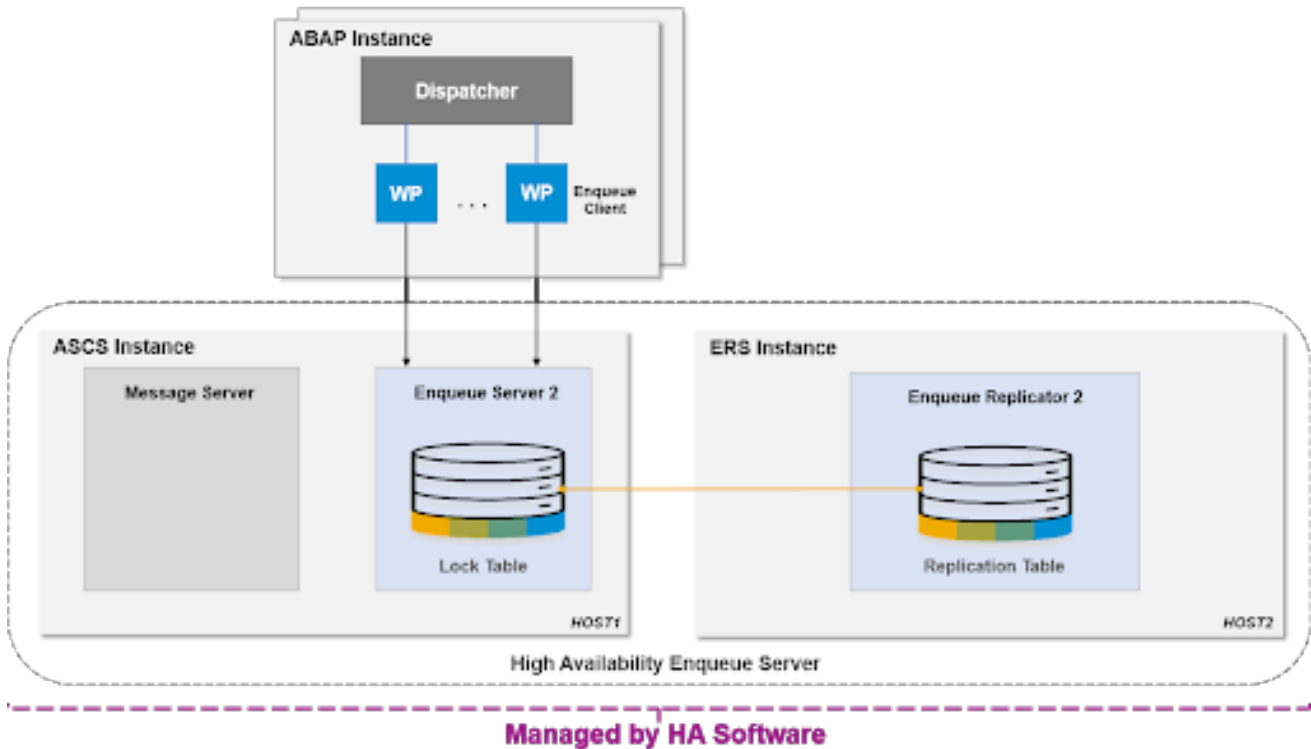 ABAP Instance
Dispatcher
WP
. . .
WP
Enqueue
Client
ASCS Instance
Message Server
Enqueue Server 2
Lock Table
HOST1
ERS Instance
Enqueue Replicator 2
Replication Table
HOST2
High Availability Enqueue Server
Managed by HA Software